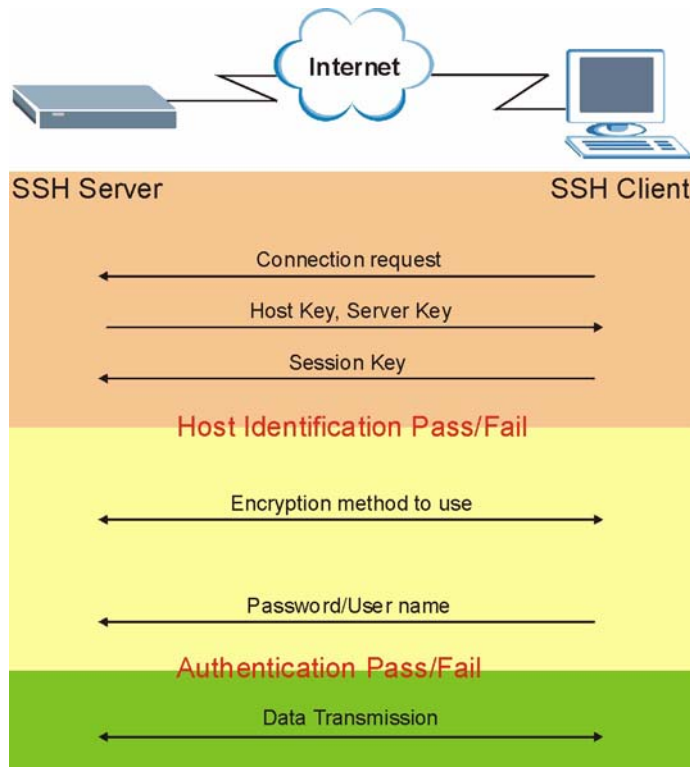 Internet
SSH Server
SSH Client
Connection request
Host Key, Server Key
Session Key
Host Identification Pass/Fail
Encryption method to use
Password/User name
Authentication Pass/Fail
Data Transmission